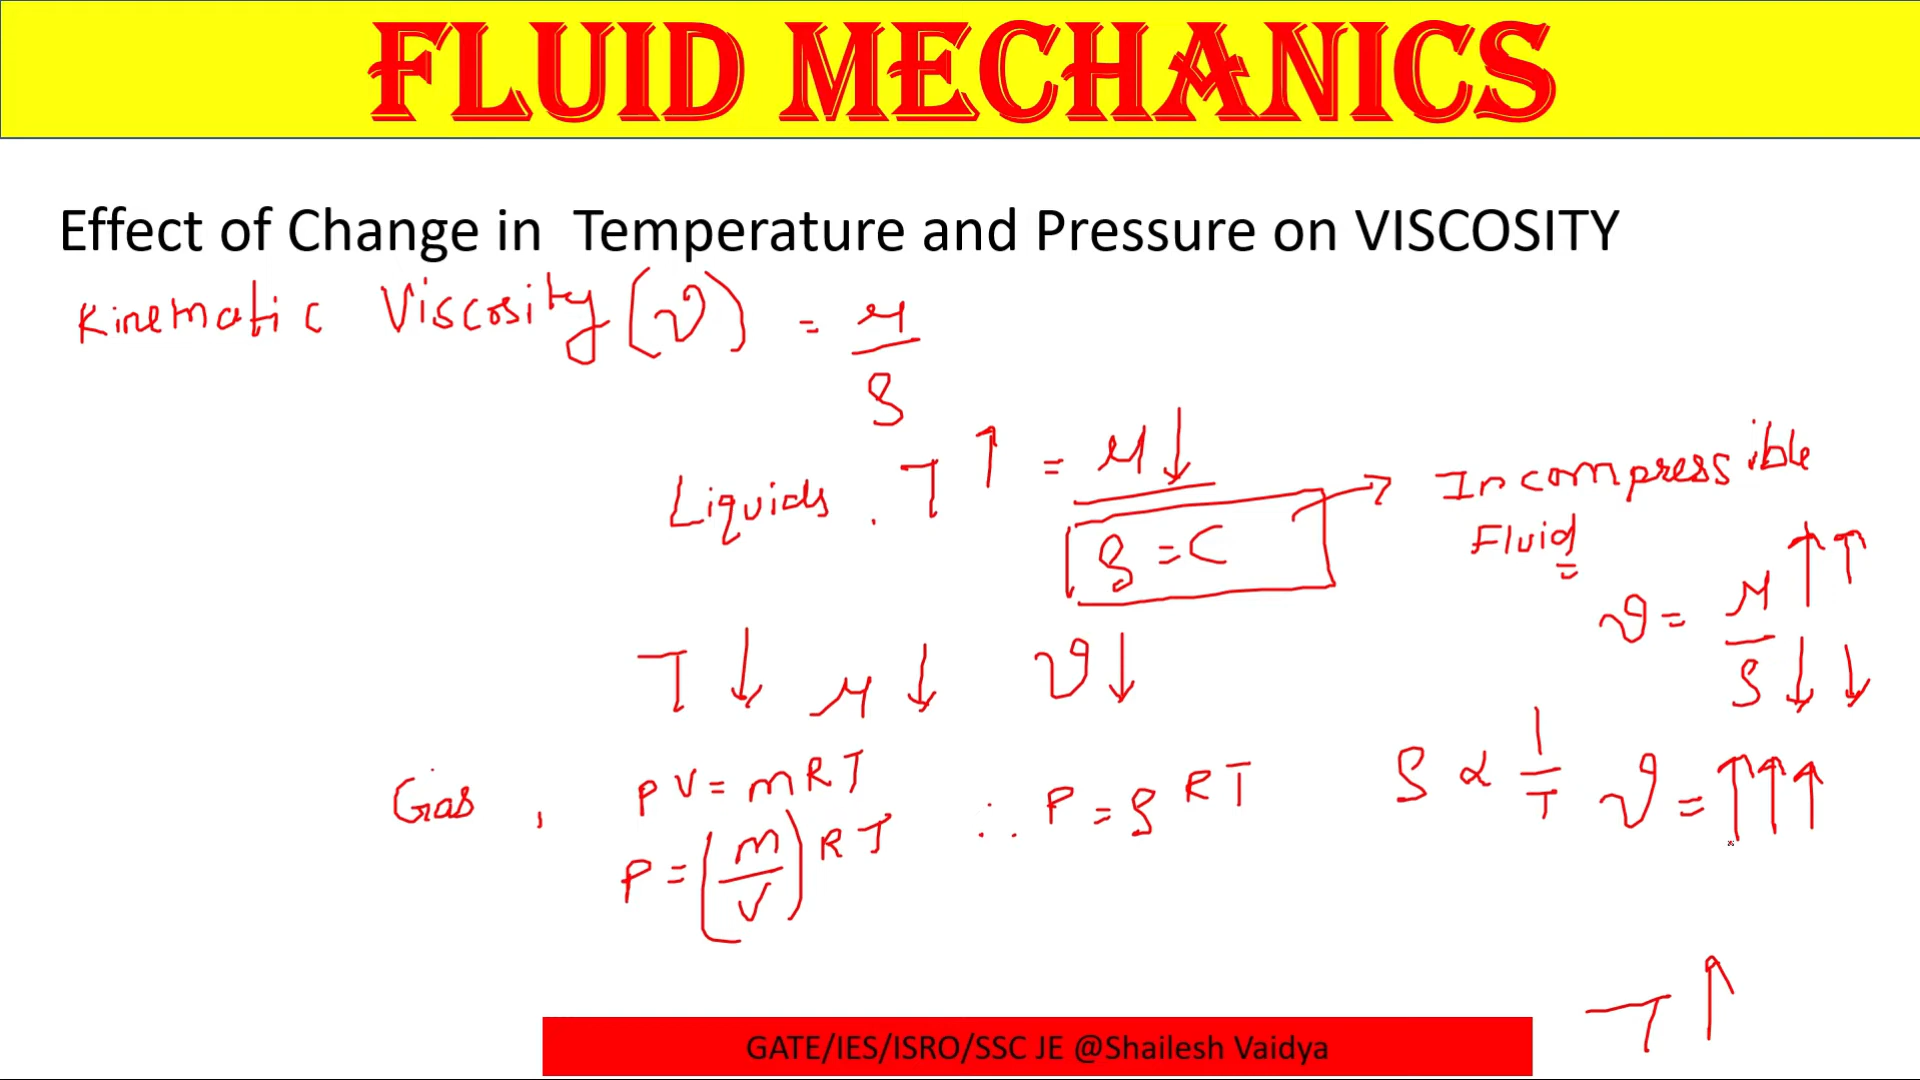 FLUID MECHANICS
Effect of Change in Temperature and Pressure on VISCOSITY
Kinematic Viscosity (ϑ) = μ/ρ
Liquids. T↑ = μ↓ / ρ = C → Incompressible
Fluid
ϑ = μ↑↑ / ρ↓↓
T↓ μ↓ ϑ↓
Gas, PV = mRT
P = (m/V) RT ∴ P = ρRT
ρ ∝ 1/T ϑ = ↑↑↑
T↑
GATE/IES/ISRO/SSC JE @Shailesh Vaidya